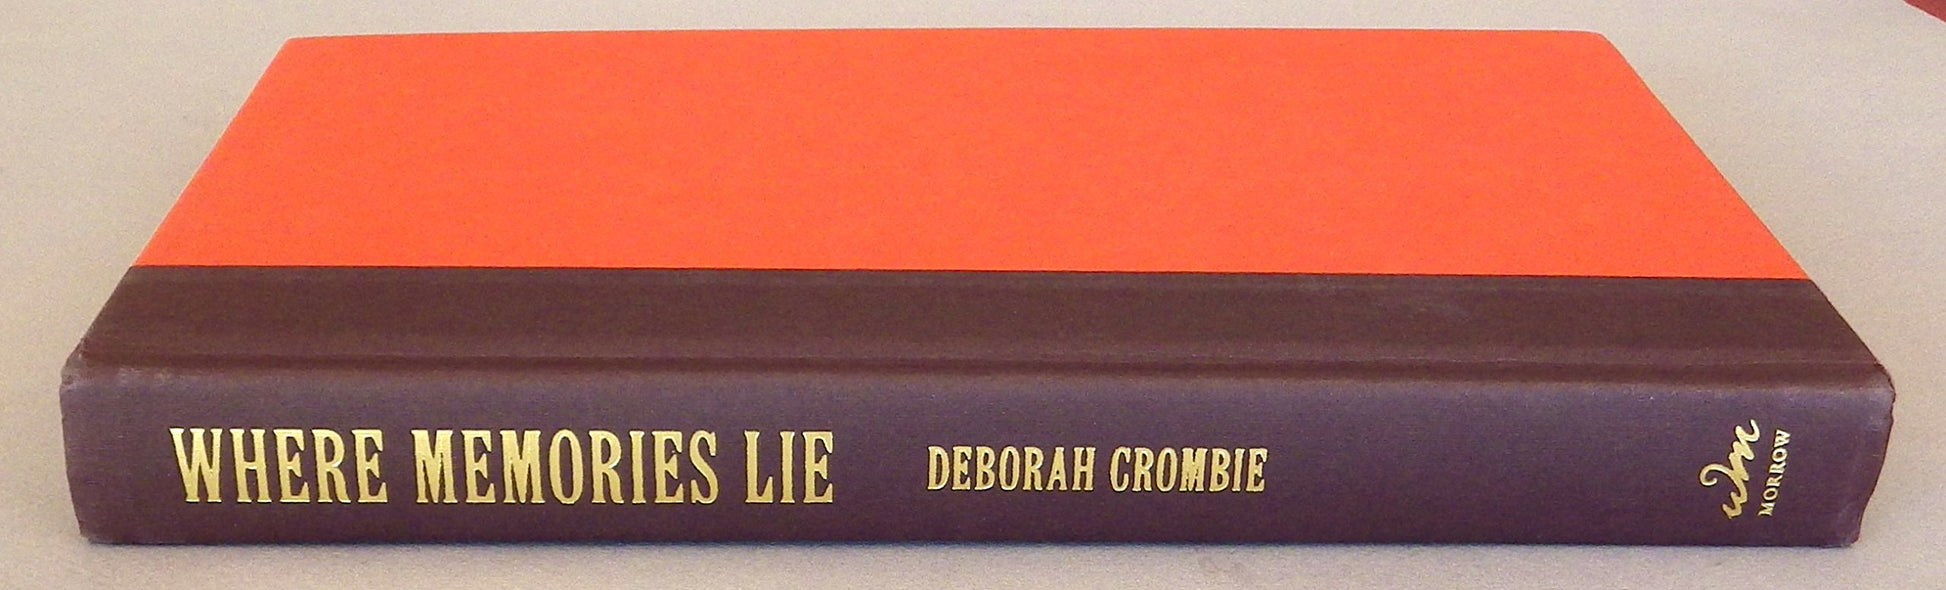 WHERE MEMORIES LIE
DEBORAH CROMBIE
wm
MORROW